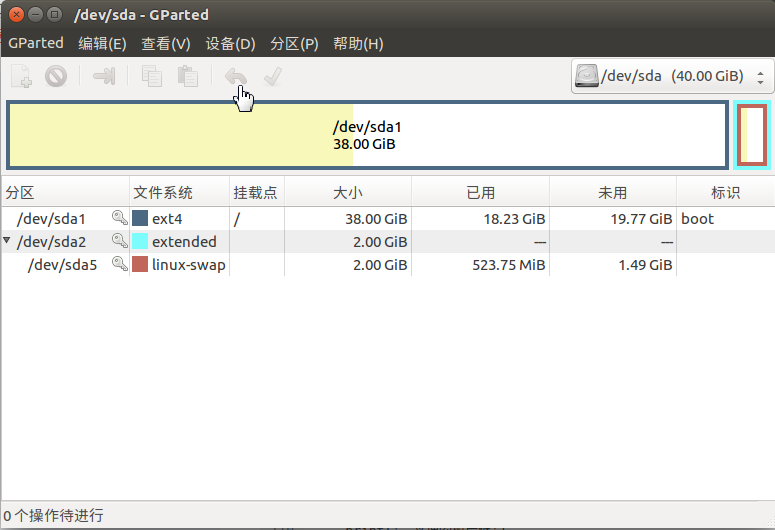 /dev/sda - GParted
GParted 编辑(E) 查看(V) 设备(D) 分区(P) 帮助(H)
/dev/sda (40.00 GiB)
/dev/sda1
38.00 GiB
分区 文件系统 挂载点 大小 已用 未用 标识
/dev/sda1 ext4 / 38.00 GiB 18.23 GiB 19.77 GiB boot
/dev/sda2 extended 2.00 GiB --- ---
/dev/sda5 linux-swap 2.00 GiB 523.75 MiB 1.49 GiB
0 个操作待进行